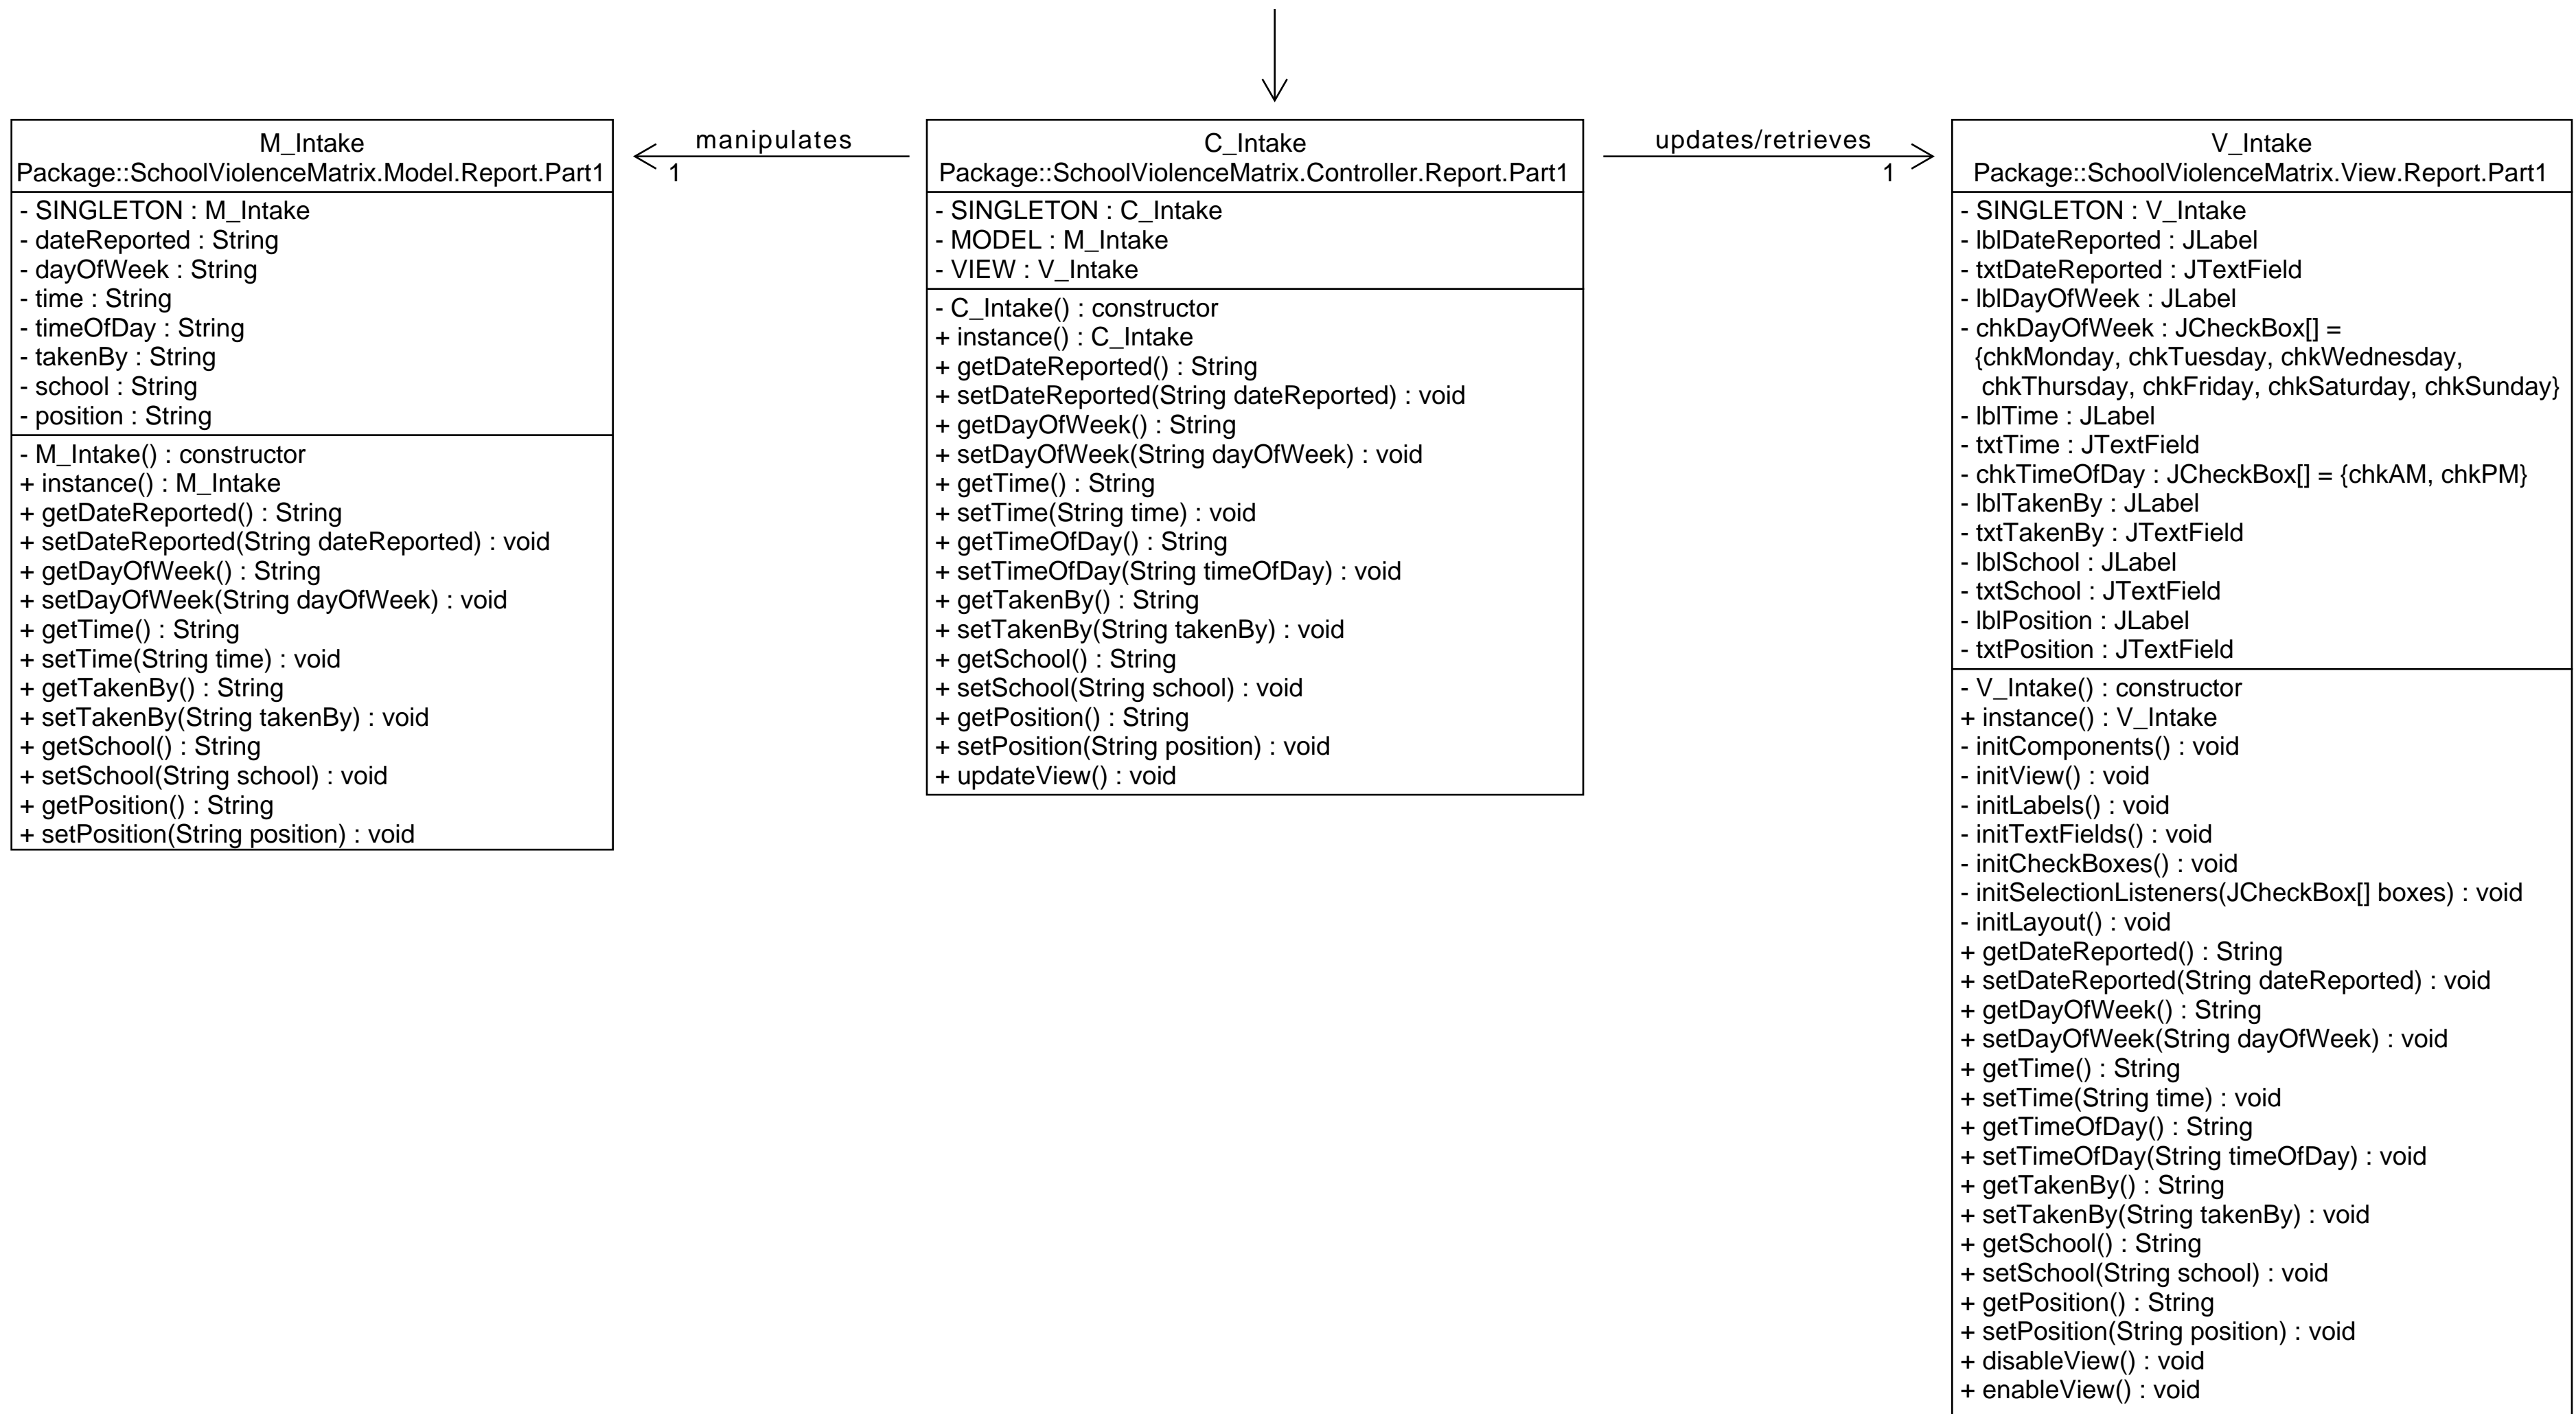 M_Intake
Package::SchoolViolenceMatrix.Model.Report.Part1
- SINGLETON : M_Intake
- dateReported : String
- dayOfWeek : String
- time : String
- timeOfDay : String
- takenBy : String
- school : String
- position : String
- M_Intake() : constructor
+ instance() : M_Intake
+ getDateReported() : String
+ setDateReported(String dateReported) : void
+ getDayOfWeek() : String
+ setDayOfWeek(String dayOfWeek) : void
+ getTime() : String
+ setTime(String time) : void
+ getTakenBy() : String
+ setTakenBy(String takenBy) : void
+ getSchool() : String
+ setSchool(String school) : void
+ getPosition() : String
+ setPosition(String position) : void
manipulates
1
C_Intake
Package::SchoolViolenceMatrix.Controller.Report.Part1
- SINGLETON : C_Intake
- MODEL : M_Intake
- VIEW : V_Intake
- C_Intake() : constructor
+ instance() : C_Intake
+ getDateReported() : String
+ setDateReported(String dateReported) : void
+ getDayOfWeek() : String
+ setDayOfWeek(String dayOfWeek) : void
+ getTime() : String
+ setTime(String time) : void
+ getTimeOfDay() : String
+ setTimeOfDay(String timeOfDay) : void
+ getTakenBy() : String
+ setTakenBy(String takenBy) : void
+ getSchool() : String
+ setSchool(String school) : void
+ getPosition() : String
+ setPosition(String position) : void
+ updateView() : void
updates/retrieves
1
V_Intake
Package::SchoolViolenceMatrix.View.Report.Part1
- SINGLETON : V_Intake
- lblDateReported : JLabel
- txtDateReported : JTextField
- lblDayOfWeek : JLabel
- chkDayOfWeek : JCheckBox[] =
{chkMonday, chkTuesday, chkWednesday,
chkThursday, chkFriday, chkSaturday, chkSunday}
- lblTime : JLabel
- txtTime : JTextField
- chkTimeOfDay : JCheckBox[] = {chkAM, chkPM}
- lblTakenBy : JLabel
- txtTakenBy : JTextField
- lblSchool : JLabel
- txtSchool : JTextField
- lblPosition : JLabel
- txtPosition : JTextField
- V_Intake() : constructor
+ instance() : V_Intake
- initComponents() : void
- initView() : void
- initLabels() : void
- initTextFields() : void
- initCheckBoxes() : void
- initSelectionListeners(JCheckBox[] boxes) : void
- initLayout() : void
+ getDateReported() : String
+ setDateReported(String dateReported) : void
+ getDayOfWeek() : String
+ setDayOfWeek(String dayOfWeek) : void
+ getTime() : String
+ setTime(String time) : void
+ getTimeOfDay() : String
+ setTimeOfDay(String timeOfDay) : void
+ getTakenBy() : String
+ setTakenBy(String takenBy) : void
+ getSchool() : String
+ setSchool(String school) : void
+ getPosition() : String
+ setPosition(String position) : void
+ disableView() : void
+ enableView() : void